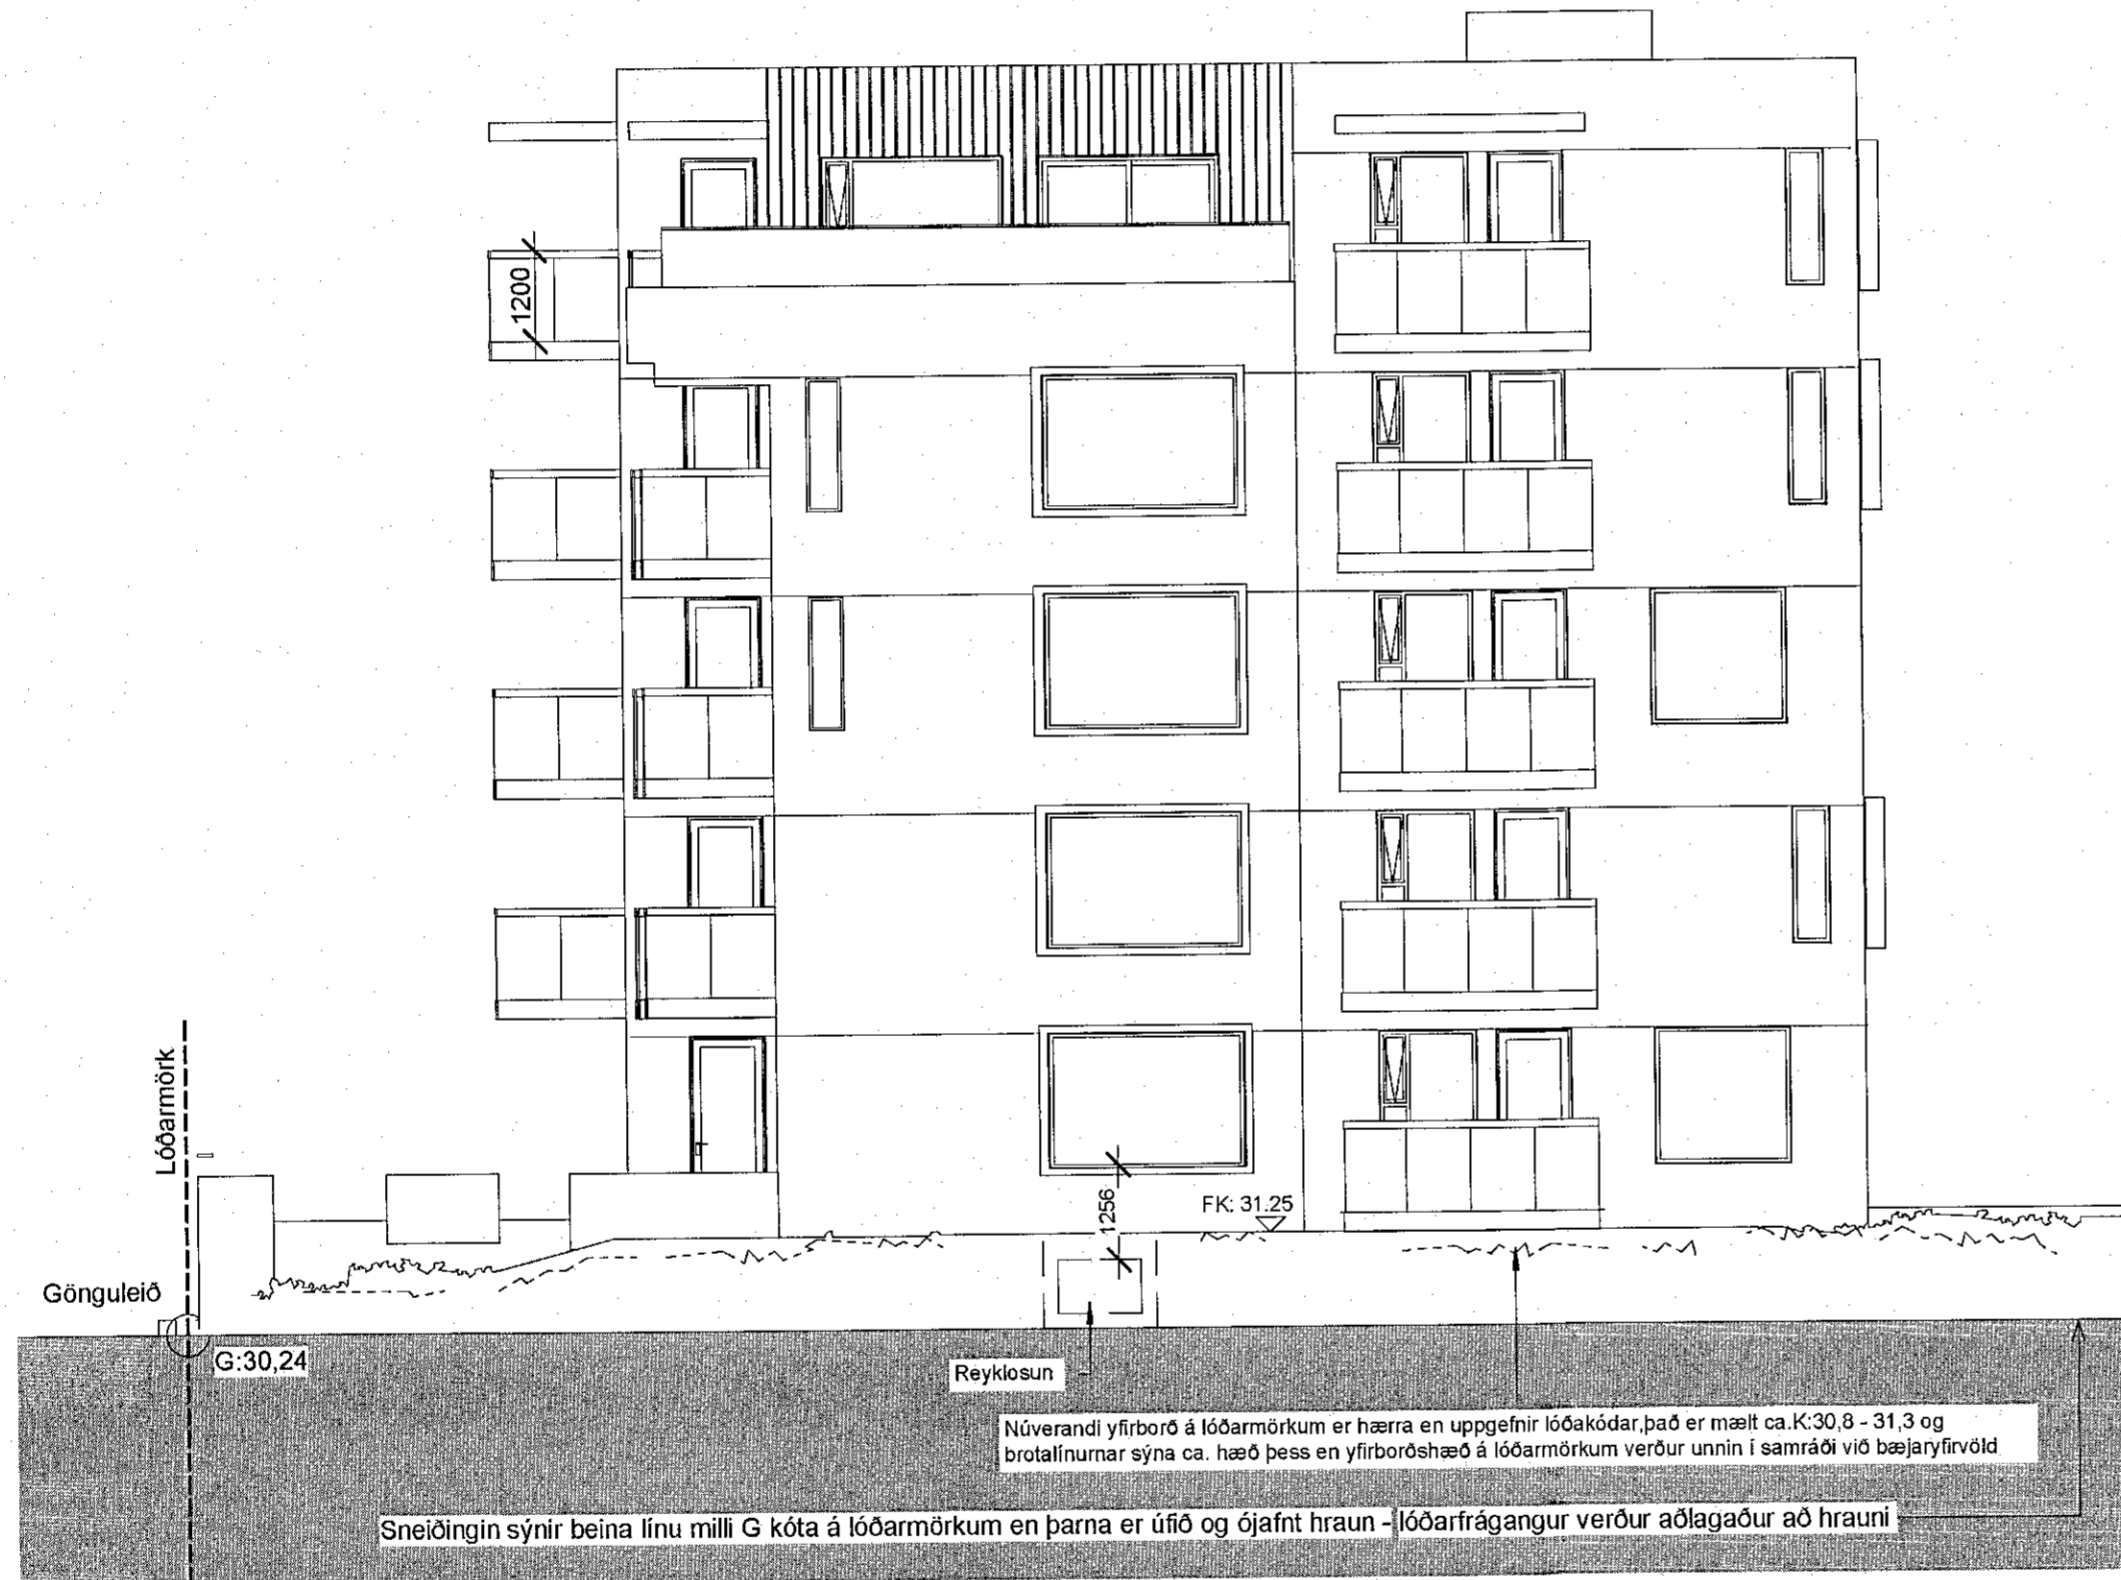 1200
Lóðarmörk
1256
FK: 31.25
Gönguleið
G:30,24
Reyklosun
Núverandi yfirborð á lóðarmörkum er hærra en uppgefnir lóðakódar,það er mælt ca.K:30,8 - 31,3 og
brotalínurnar sýna ca. hæð þess en yfirborðshæð á lóðarmörkum verður unnin í samráði við bæjaryfirvöld
Sneiðingin sýnir beina línu milli G kóta á lóðarmörkum en þarna er úfið og ójafnt hraun - lóðarfrágangur verður aðlagaður að hrauni